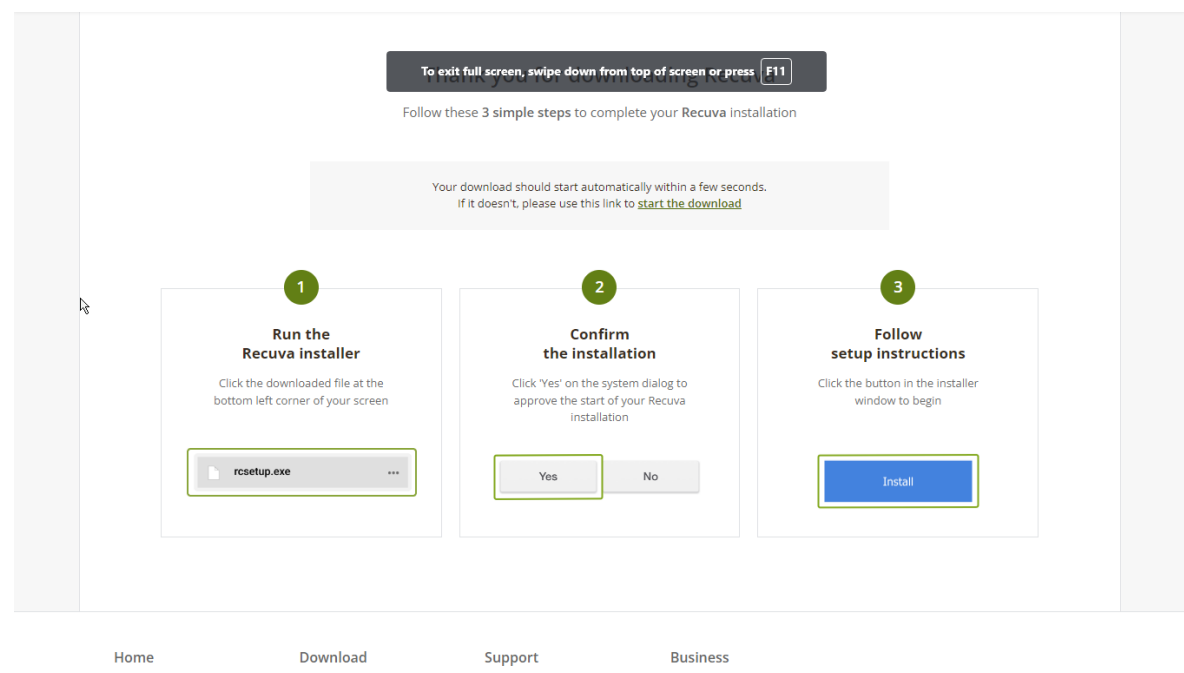 To exit full screen, swipe down from top of screen or press F11
Thank you for downloading Recuva
Follow these 3 simple steps to complete your Recuva installation
Your download should start automatically within a few seconds.
If it doesn't, please use this link to start the download
1
Run the
Recuva installer
Click the downloaded file at the
bottom left corner of your screen
rcsetup.exe
2
Confirm
the installation
Click 'Yes' on the system dialog to
approve the start of your Recuva
installation
Yes
No
3
Follow
setup instructions
Click the button in the installer
window to begin
Install
Home
Download
Support
Business